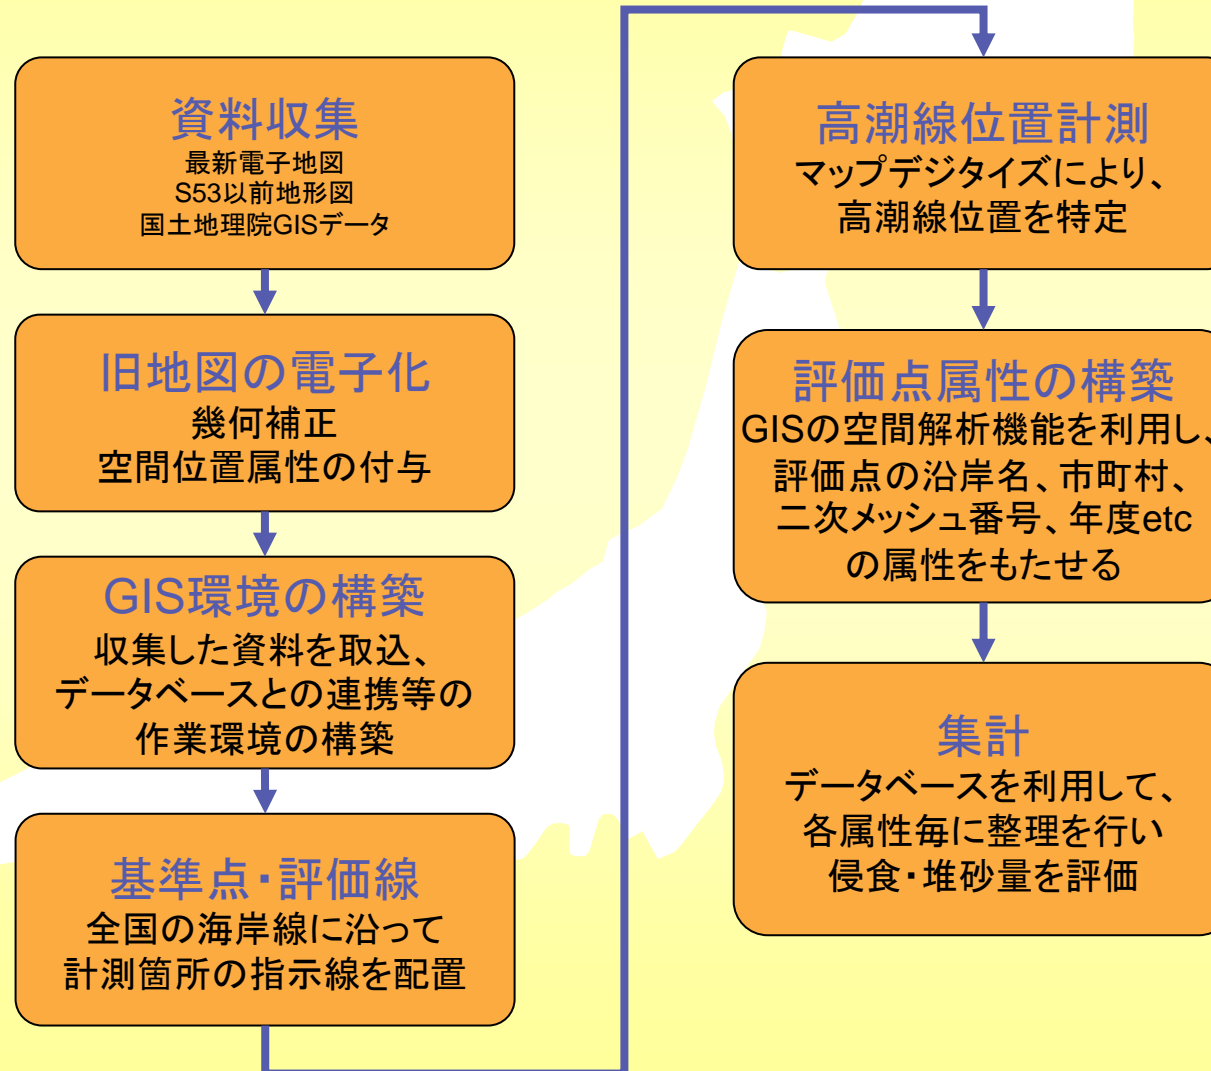 資料収集
最新電子地図
S53以前地形図
国土地理院GISデータ
旧地図の電子化
幾何補正
空間位置属性の付与
GIS環境の構築
収集した資料を取込、
データベースとの連携等の
作業環境の構築
基準点・評価線
全国の海岸線に沿って
計測箇所の指示線を配置
高潮線位置計測
マップデジタイズにより、
高潮線位置を特定
評価点属性の構築
GISの空間解析機能を利用し、
評価点の沿岸名、市町村、
二次メッシュ番号、年度etc
の属性をもたせる
集計
データベースを利用して、
各属性毎に整理を行い
侵食・堆砂量を評価